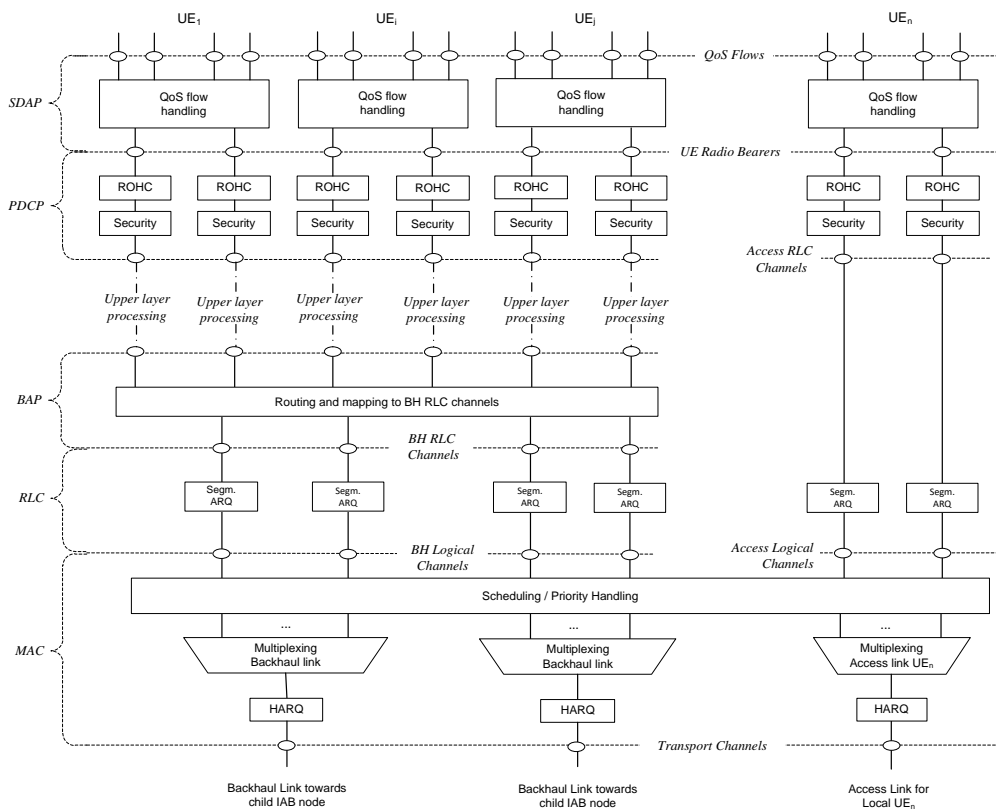 UE1 UEi UEj UEn
QoS Flows
QoS flow handling QoS flow handling QoS flow handling QoS flow handling
SDAP
UE Radio Bearers
ROHC ROHC ROHC ROHC ROHC ROHC ROHC ROHC
PDCP
Security Security Security Security Security Security Security Security
Access RLC
Channels
Upper layer processing Upper layer processing Upper layer processing Upper layer processing Upper layer processing Upper layer processing
BAP
Routing and mapping to BH RLC channels
BH RLC
Channels
RLC
Segm. ARQ Segm. ARQ Segm. ARQ Segm. ARQ Segm. ARQ Segm. ARQ
BH Logical
Channels
Access Logical
Channels
Scheduling / Priority Handling
... ... ...
MAC
Multiplexing
Backhaul link
Multiplexing
Backhaul link
Multiplexing
Access link UEn
HARQ HARQ HARQ
Transport Channels
Backhaul Link towards
child IAB node
Backhaul Link towards
child IAB node
Access Link for
Local UEn